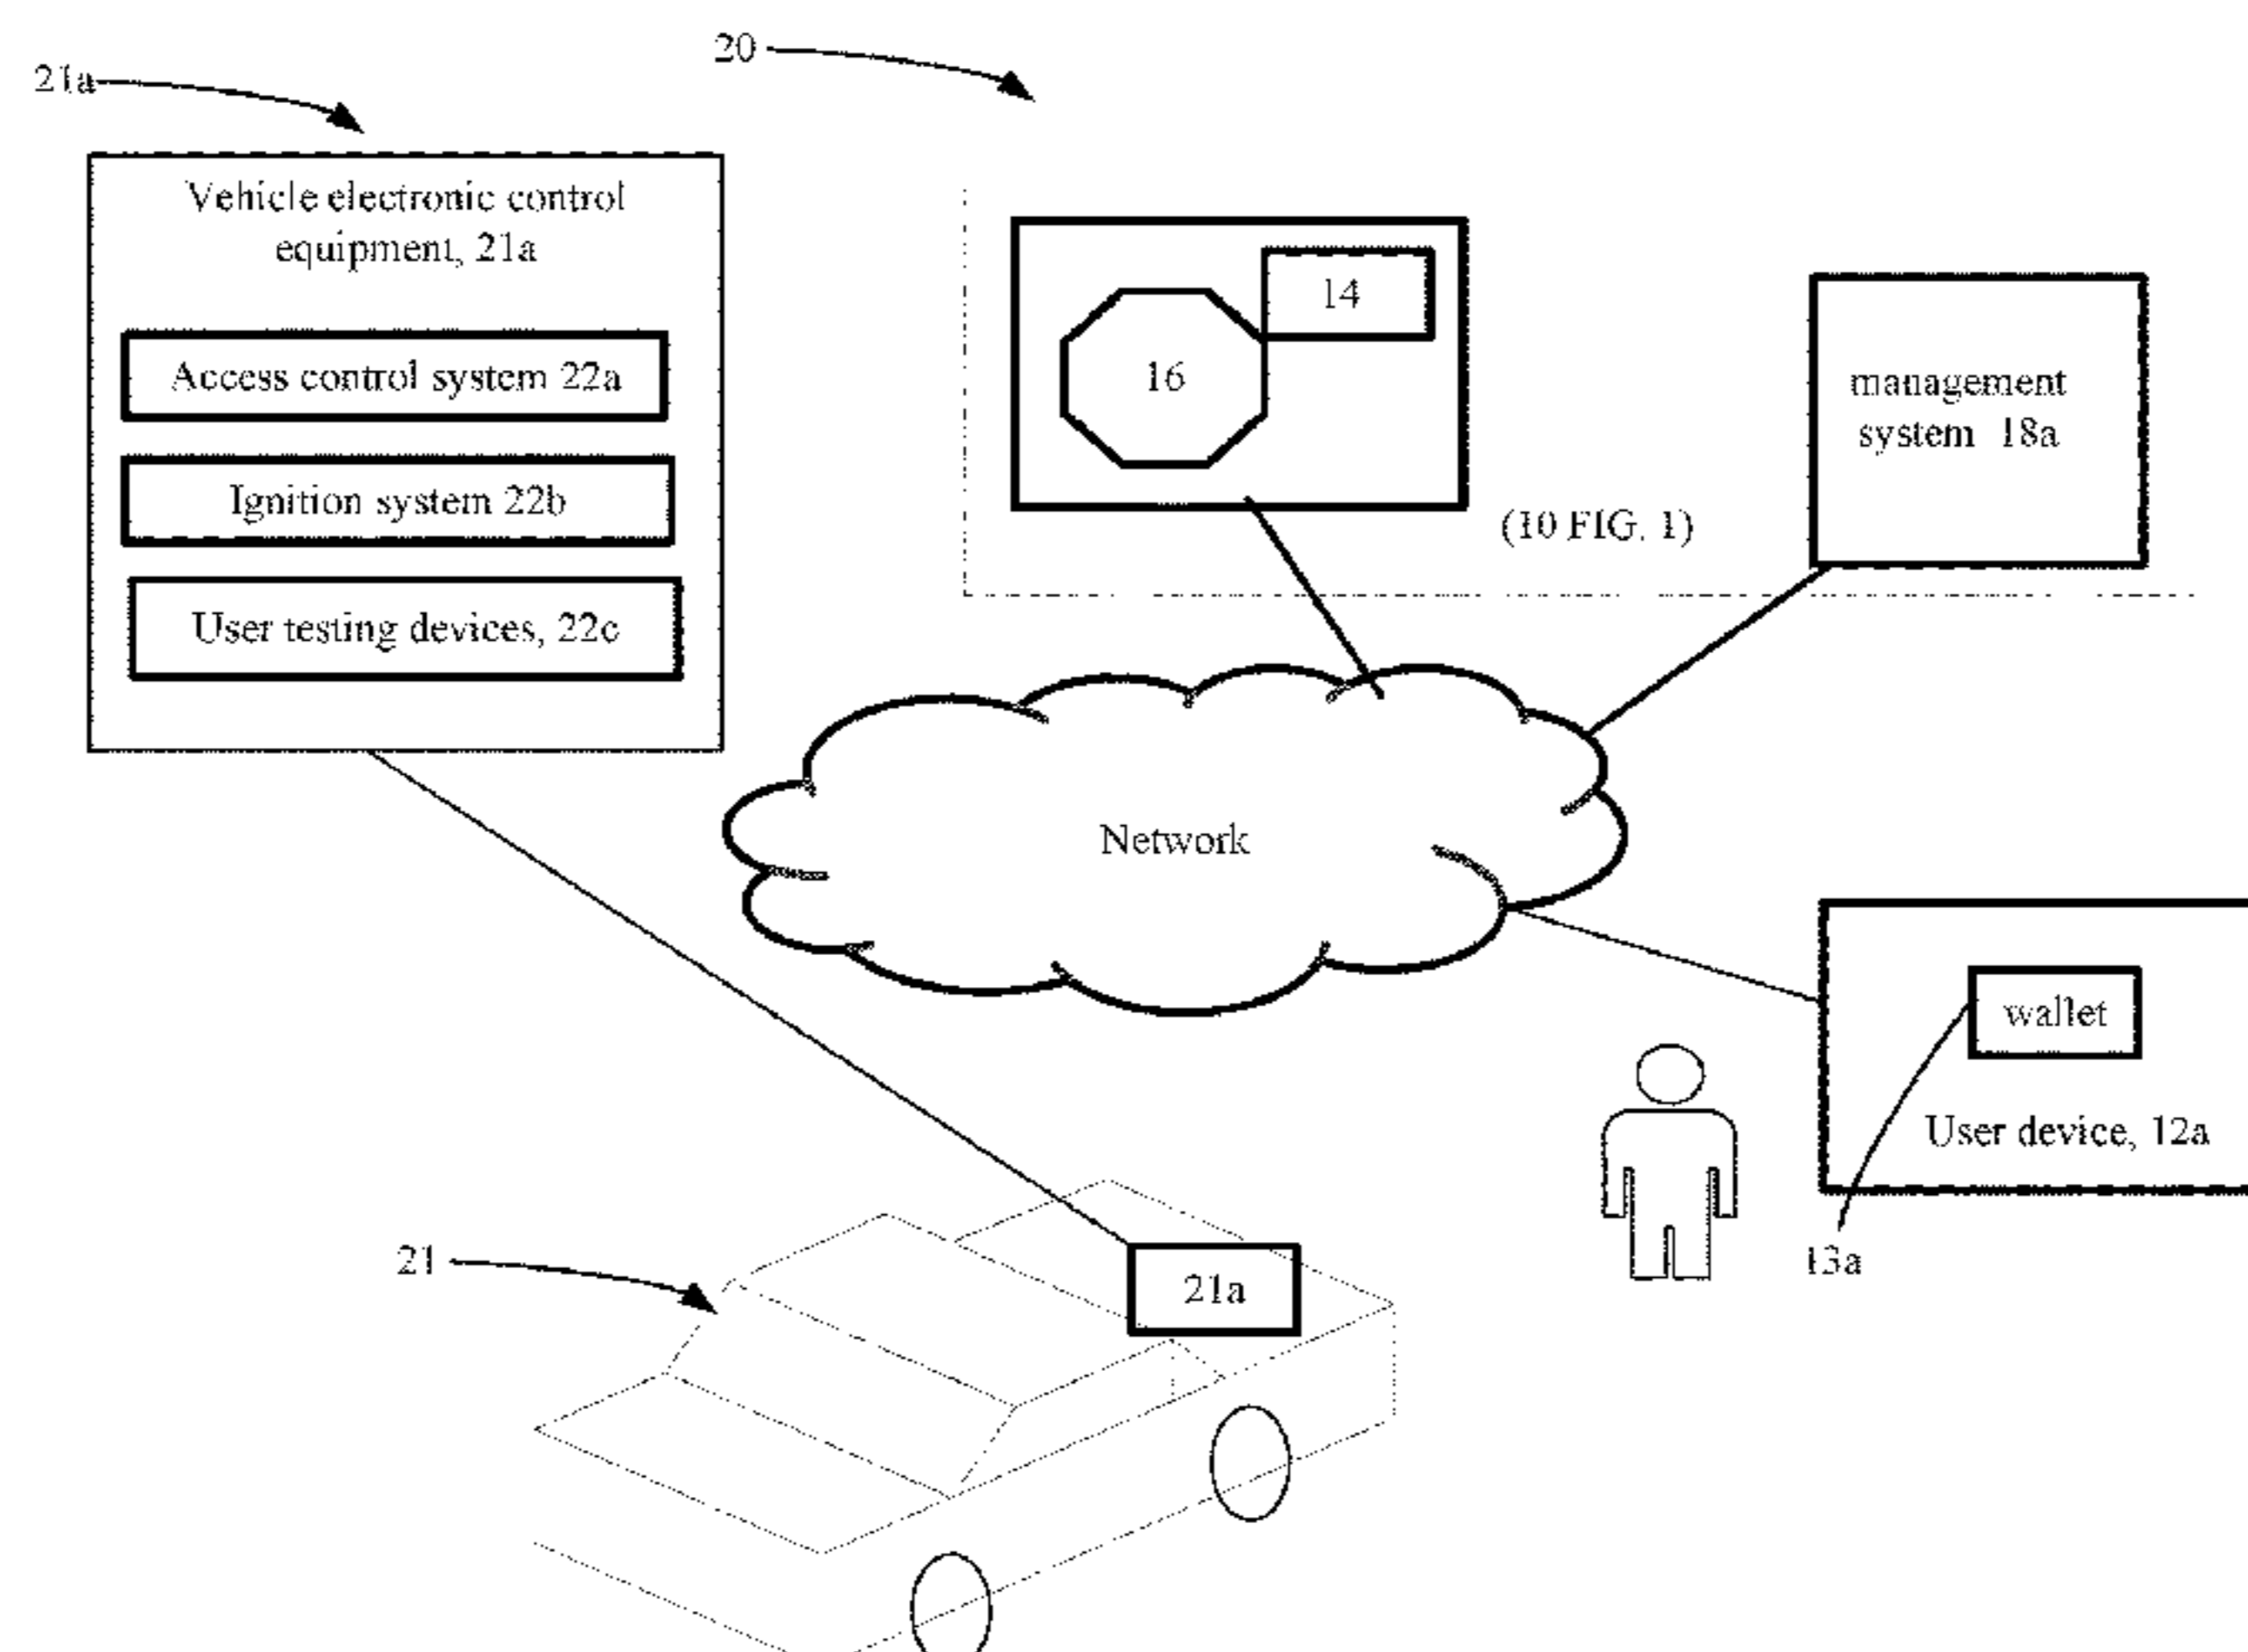 20
21a
Vehicle electronic control
equipment, 21a
Access control system 22a
Ignition system 22b
User testing devices, 22c
14
16
(10 FIG. 1)
management
system 18a
Network
wallet
User device, 12a
13a
21
21a